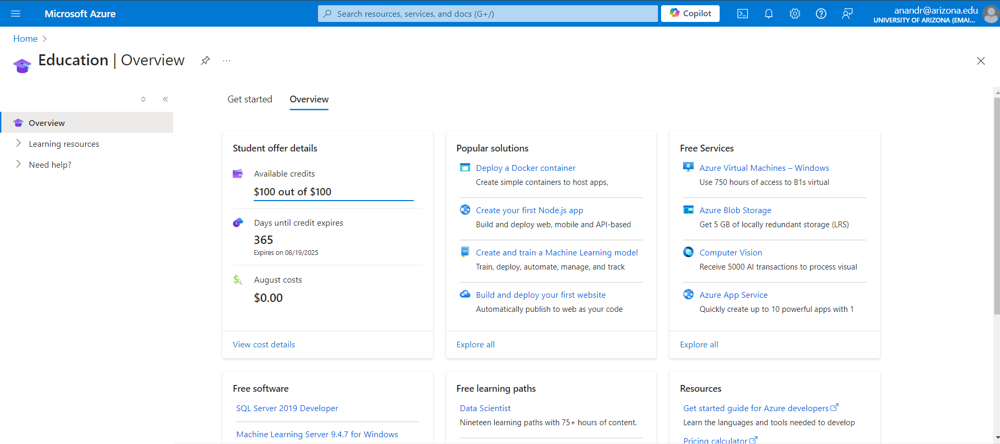 Microsoft Azure
Search resources, services, and docs (G+/)
Copilot
anandr@arizona.edu
UNIVERSITY OF ARIZONA (EMAI...
Home
Education | Overview
...
Overview
Learning resources
Need help?
Get started
Overview
Student offer details
Available credits
$100 out of $100
Days until credit expires
365
Expires on 08/19/2025
August costs
$0.00
View cost details
Popular solutions
Deploy a Docker container
Create simple containers to host apps,
Create your first Node.js app
Build and deploy web, mobile and API-based
Create and train a Machine Learning model
Train, deploy, automate, manage, and track
Build and deploy your first website
Automatically publish to web as your code
Explore all
Free Services
Azure Virtual Machines – Windows
Use 750 hours of access to B1s virtual
Azure Blob Storage
Get 5 GB of locally redundant storage (LRS)
Computer Vision
Receive 5000 AI transactions to process visual
Azure App Service
Quickly create up to 10 powerful apps with 1
Explore all
Free software
SQL Server 2019 Developer
Machine Learning Server 9.4.7 for Windows
Free learning paths
Data Scientist
Nineteen learning paths with 75+ hours of content.
Resources
Get started guide for Azure developers
Learn the languages and tools needed to develop
Pricing calculator